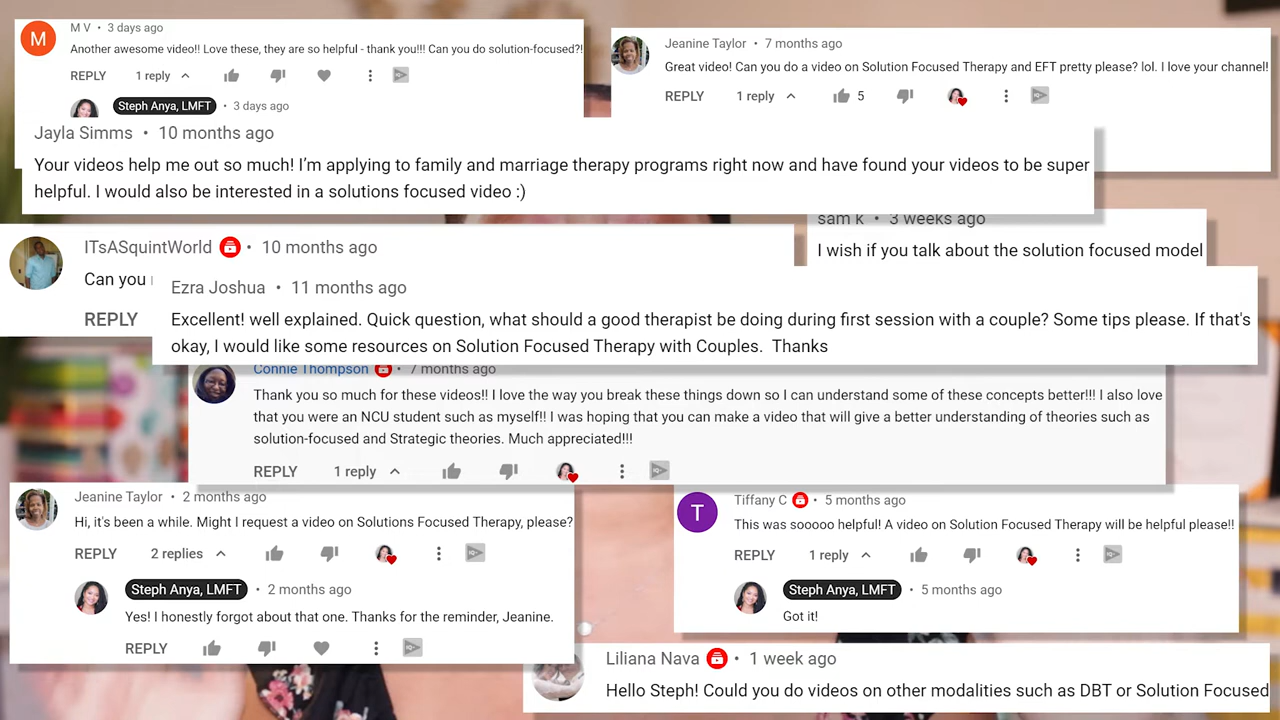 M V • 3 days ago
Another awesome video!! Love these, they are so helpful - thank you!!! Can you do solution-focused?!
REPLY 1 reply
Steph Anya, LMFT • 3 days ago
Jeanine Taylor • 7 months ago
Great video! Can you do a video on Solution Focused Therapy and EFT pretty please? lol. I love your channel!
REPLY 1 reply 5
Jayla Simms • 10 months ago
Your videos help me out so much! I'm applying to family and marriage therapy programs right now and have found your videos to be super
helpful. I would also be interested in a solutions focused video :)
sam k • 3 weeks ago
I wish if you talk about the solution focused model
ITsASquintWorld • 10 months ago
Can you
REPLY
Ezra Joshua • 11 months ago
Excellent! well explained. Quick question, what should a good therapist be doing during first session with a couple? Some tips please. If that's
okay, I would like some resources on Solution Focused Therapy with Couples. Thanks
Connie Thompson • 7 months ago
Thank you so much for these videos!! I love the way you break these things down so I can understand some of these concepts better!!! I also love
that you were an NCU student such as myself!! I was hoping that you can make a video that will give a better understanding of theories such as
solution-focused and Strategic theories. Much appreciated!!!
REPLY 1 reply
Jeanine Taylor • 2 months ago
Hi, it's been a while. Might I request a video on Solutions Focused Therapy, please?
REPLY 2 replies
Steph Anya, LMFT • 2 months ago
Yes! I honestly forgot about that one. Thanks for the reminder, Jeanine.
REPLY
T
Tiffany C • 5 months ago
This was sooooo helpful! A video on Solution Focused Therapy will be helpful please!!
REPLY 1 reply
Steph Anya, LMFT • 5 months ago
Got it!
Liliana Nava • 1 week ago
Hello Steph! Could you do videos on other modalities such as DBT or Solution Focused